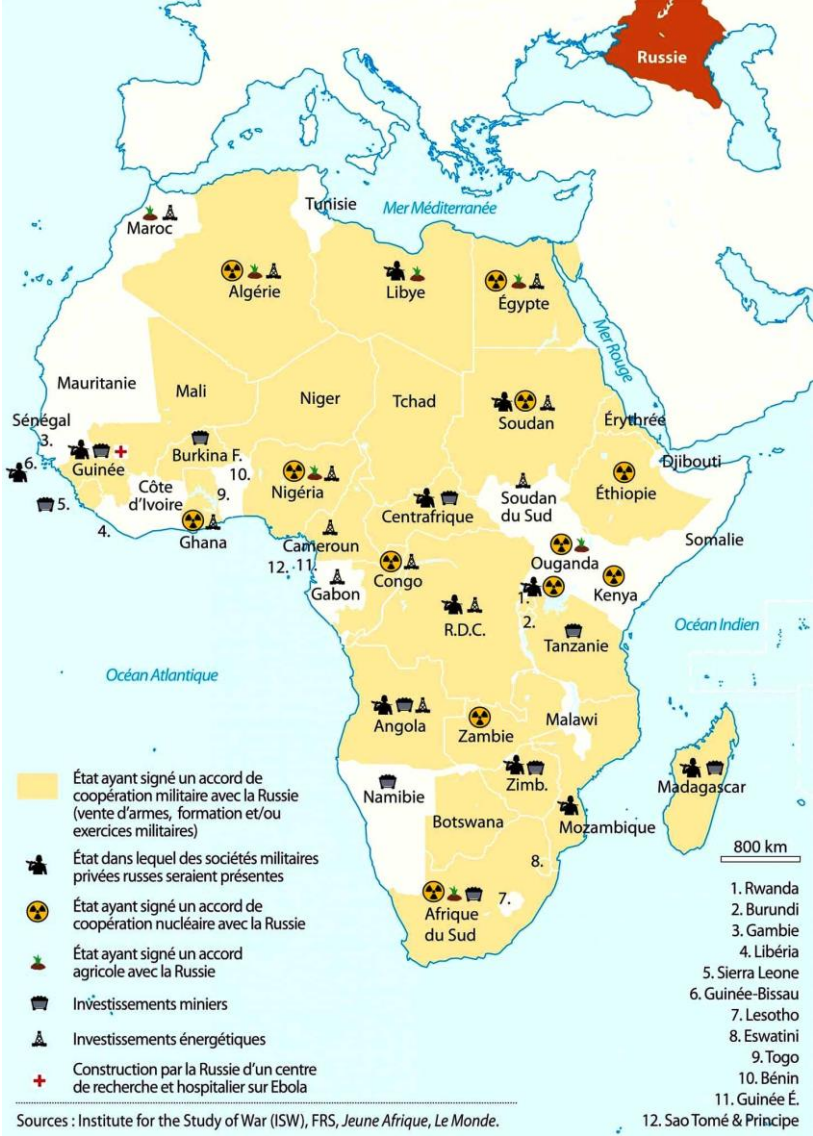 Russie
Tunisie
Mer Méditerranée
Maroc
Algérie
Libye
Égypte
Mer Rouge
Mauritanie
Mali
Niger
Tchad
Soudan
Érythrée
Sénégal
3.
6.
Guinée
Burkina F.
10.
Nigéria
Djibouti
5.
Côte
d'Ivoire
9.
Centrafrique
Soudan
du Sud
Éthiopie
4.
Ghana
Cameroun
Somalie
12.
11.
Gabon
Congo
Ouganda
Kenya
1.
2.
R.D.C.
Tanzanie
Océan Indien
Océan Atlantique
Angola
Zambie
Malawi
Namibie
Zimb.
Madagascar
Botswana
Mozambique
8.
7.
Afrique
du Sud
800 km
État ayant signé un accord de
coopération militaire avec la Russie
(vente d'armes, formation et/ou
exercices militaires)
État dans lequel des sociétés militaires
privées russes seraient présentes
État ayant signé un accord de
coopération nucléaire avec la Russie
État ayant signé un accord
agricole avec la Russie
Investissements miniers
Investissements énergétiques
Construction par la Russie d'un centre
de recherche et hospitalier sur Ebola
1. Rwanda
2. Burundi
3. Gambie
4. Libéria
5. Sierra Leone
6. Guinée-Bissau
7. Lesotho
8. Eswatini
9. Togo
10. Bénin
11. Guinée É.
12. Sao Tomé & Principe
Sources : Institute for the Study of War (ISW), FRS, Jeune Afrique, Le Monde.